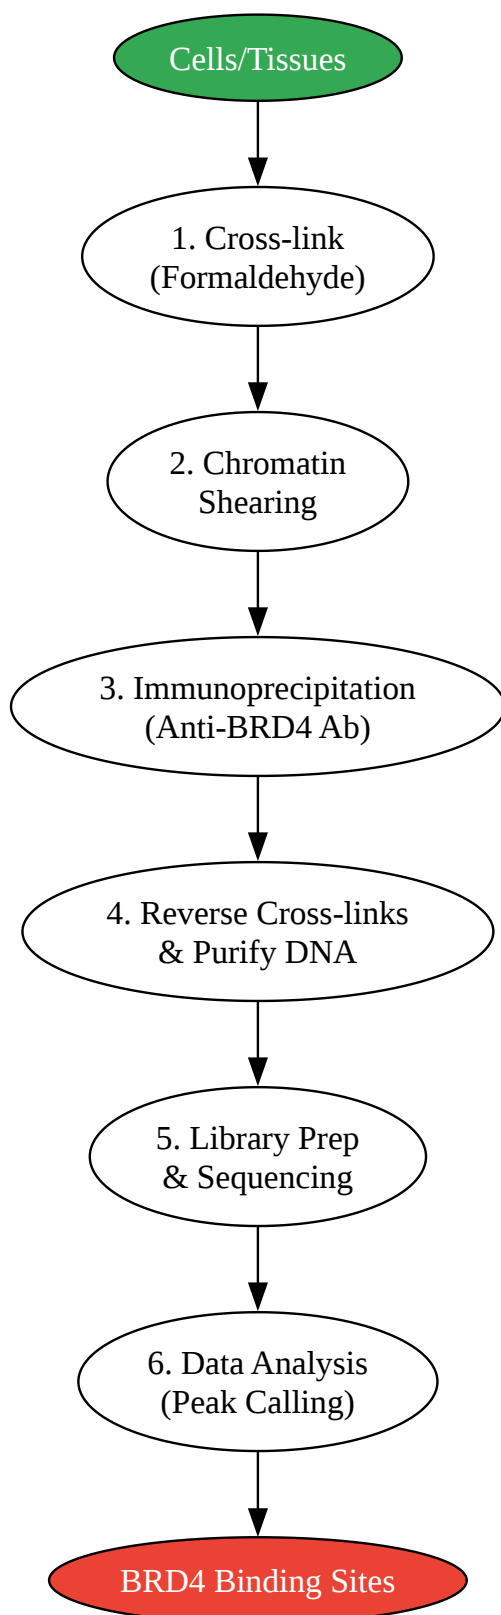 Cells/Tissues
1. Cross-link
(Formaldehyde)
2. Chromatin
Shearing
3. Immunoprecipitation
(Anti-BRD4 Ab)
4. Reverse Cross-links
& Purify DNA
5. Library Prep
& Sequencing
6. Data Analysis
(Peak Calling)
BRD4 Binding Sites